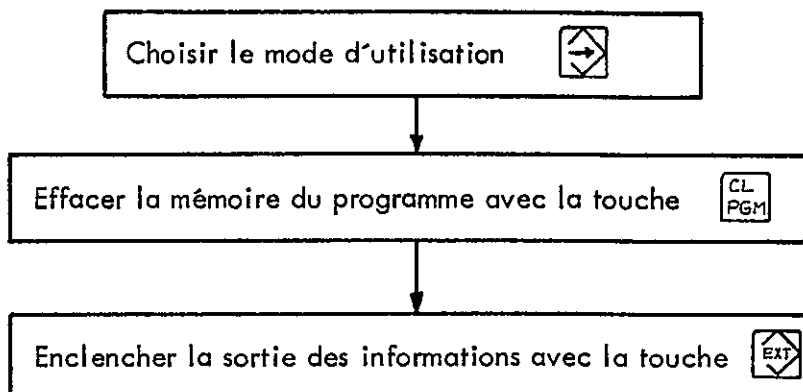 Choisir le mode d'utilisation
Effacer la mémoire du programme avec la touche CL PGM
Enclencher la sortie des informations avec la touche EXT